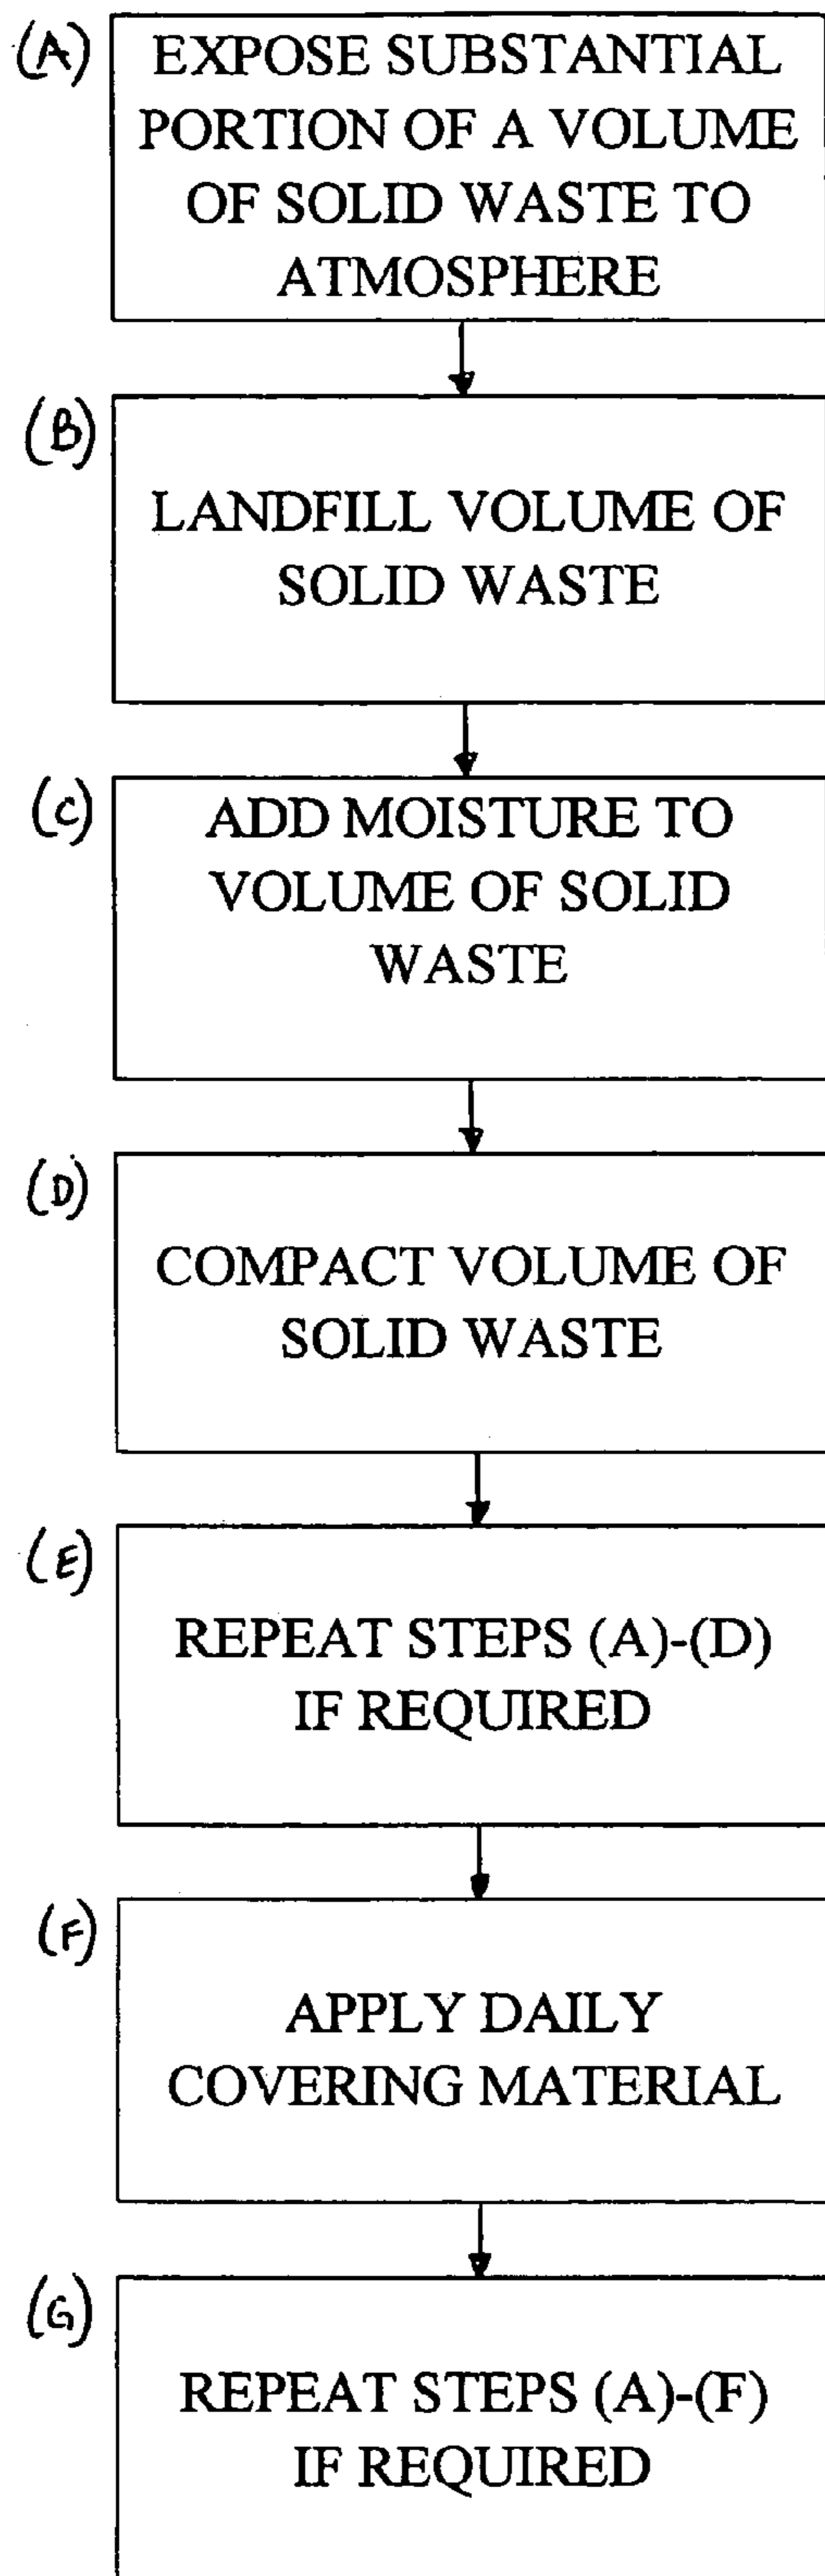 (A)
EXPOSE SUBSTANTIAL
PORTION OF A VOLUME
OF SOLID WASTE TO
ATMOSPHERE
(B)
LANDFILL VOLUME OF
SOLID WASTE
(C)
ADD MOISTURE TO
VOLUME OF SOLID
WASTE
(D)
COMPACT VOLUME OF
SOLID WASTE
(E)
REPEAT STEPS (A)-(D)
IF REQUIRED
(F)
APPLY DAILY
COVERING MATERIAL
(G)
REPEAT STEPS (A)-(F)
IF REQUIRED